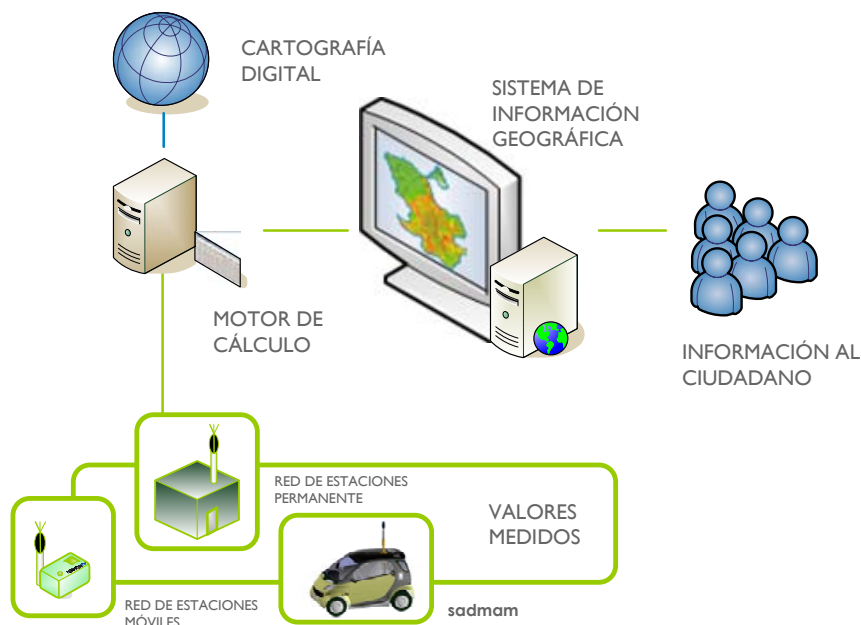 CARTOGRAFÍA
DIGITAL
SISTEMA DE
INFORMACIÓN
GEOGRÁFICA
MOTOR DE
CÁLCULO
INFORMACIÓN AL
CIUDADANO
RED DE ESTACIONES
PERMANENTE
VALORES
MEDIDOS
RED DE ESTACIONES
MÓVILES
sadmam